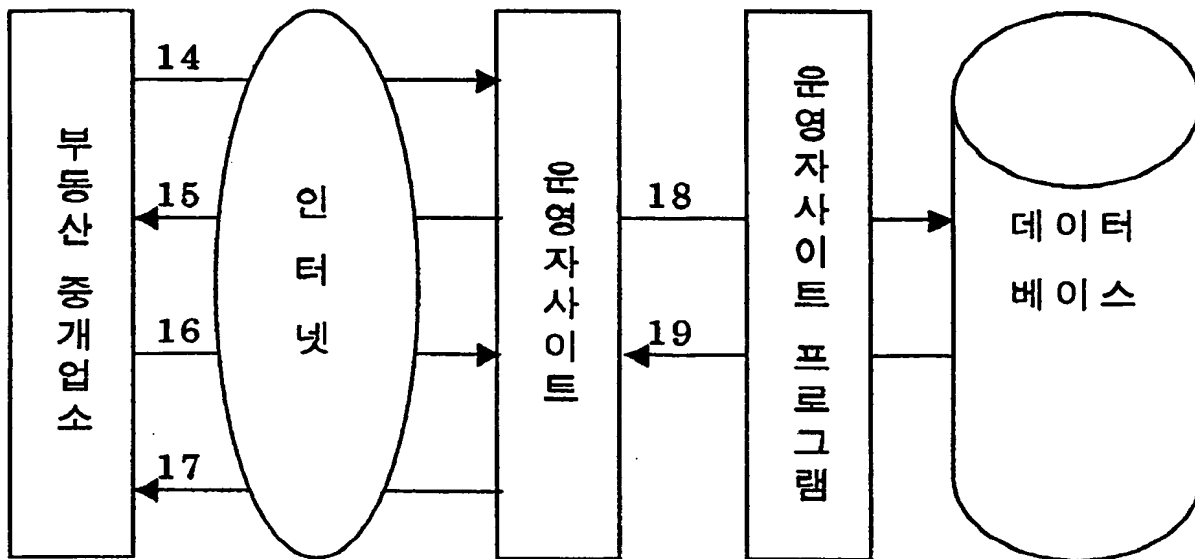 부동산 중개업소
14
15
16
17
인터넷
운영자사이트
18
19
운영자사이트 프로그램
데이터
베이스